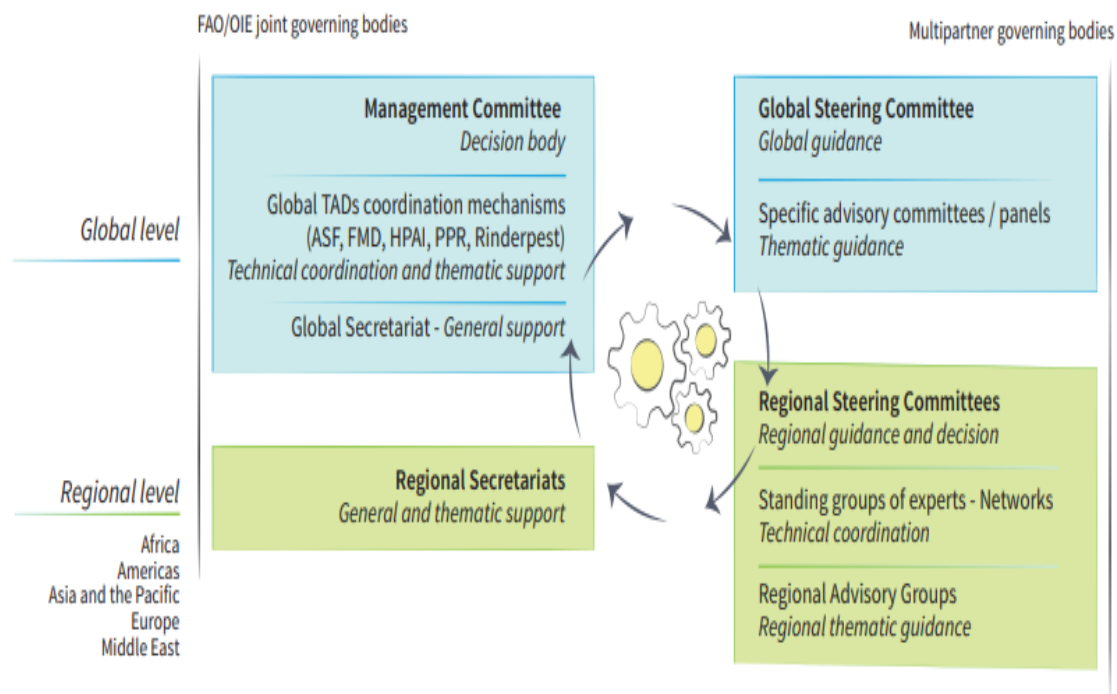 FAO/OIE joint governing bodies
Multipartner governing bodies
Global level
Management Committee
Decision body
Global TADs coordination mechanisms
(ASF, FMD, HPAI, PPR, Rinderpest)
Technical coordination and thematic support
Global Secretariat - General support
Global Steering Committee
Global guidance
Specific advisory committees / panels
Thematic guidance
Regional level
Africa
Americas
Asia and the Pacific
Europe
Middle East
Regional Secretariats
General and thematic support
Regional Steering Committees
Regional guidance and decision
Standing groups of experts - Networks
Technical coordination
Regional Advisory Groups
Regional thematic guidance